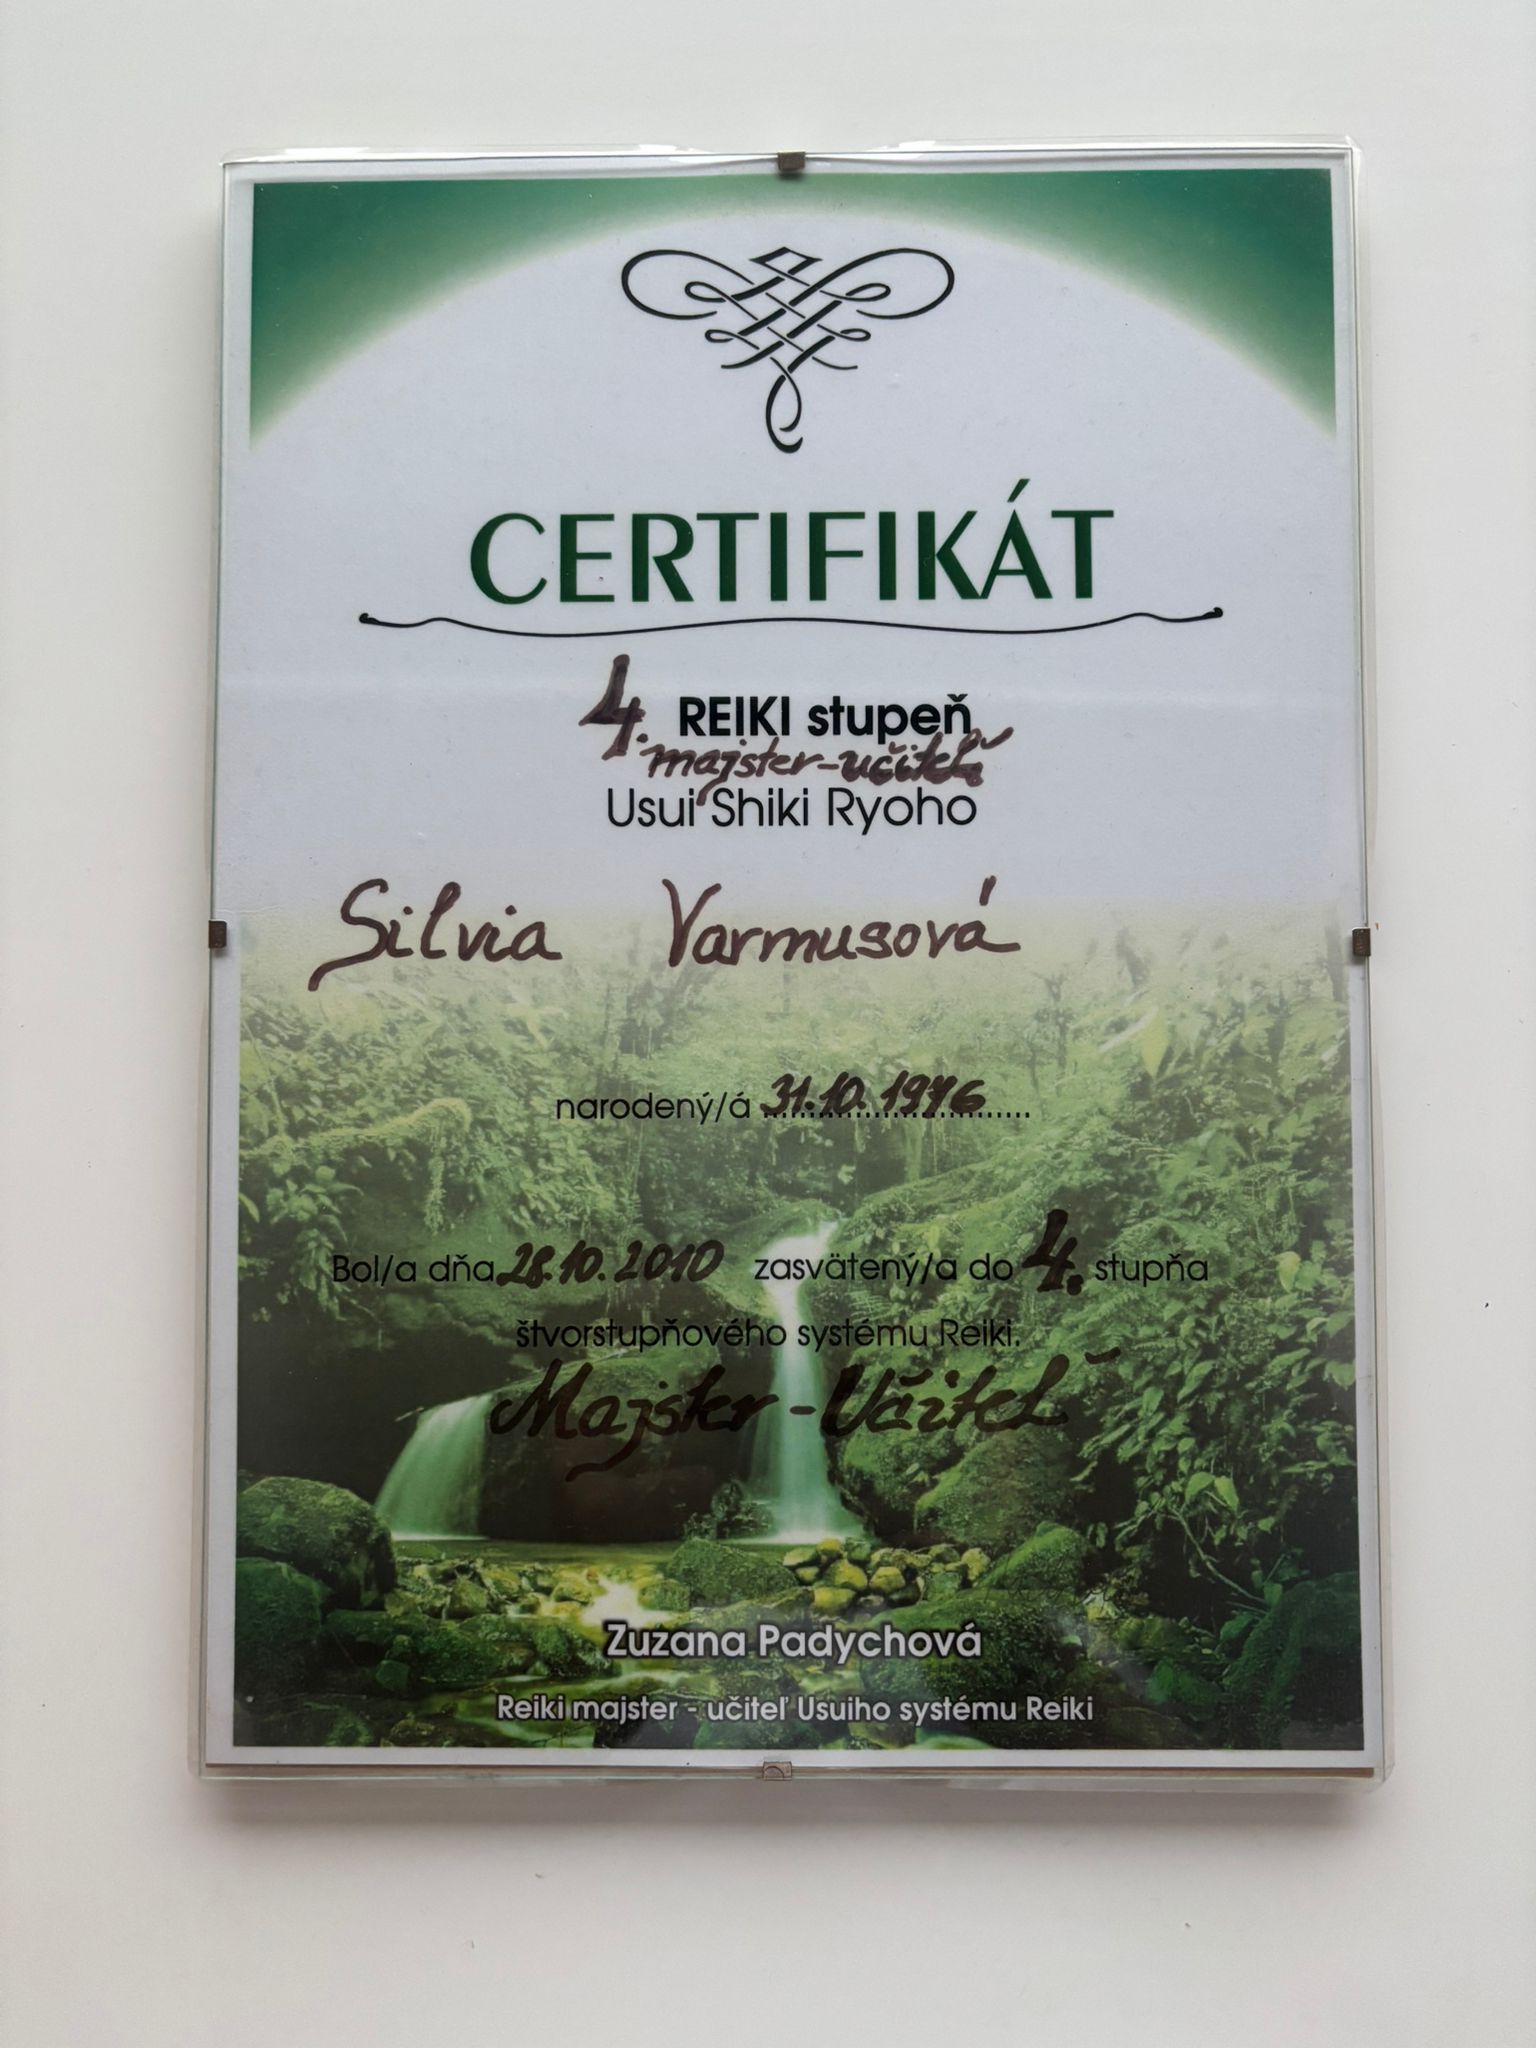 CERTIFIKÁT
4. REIKI stupeň
majster-učiteľ
Usui Shiki Ryoho
Silvia Varmusová
narodený/á 31.10.1976
Bol/a dňa 28.10.2010 zasvätený/a do 4. stupňa
štvorstupňového systému Reiki.
Majster-Učiteľ
Zuzana Padychová
Reiki majster - učiteľ Usuiho systému Reiki